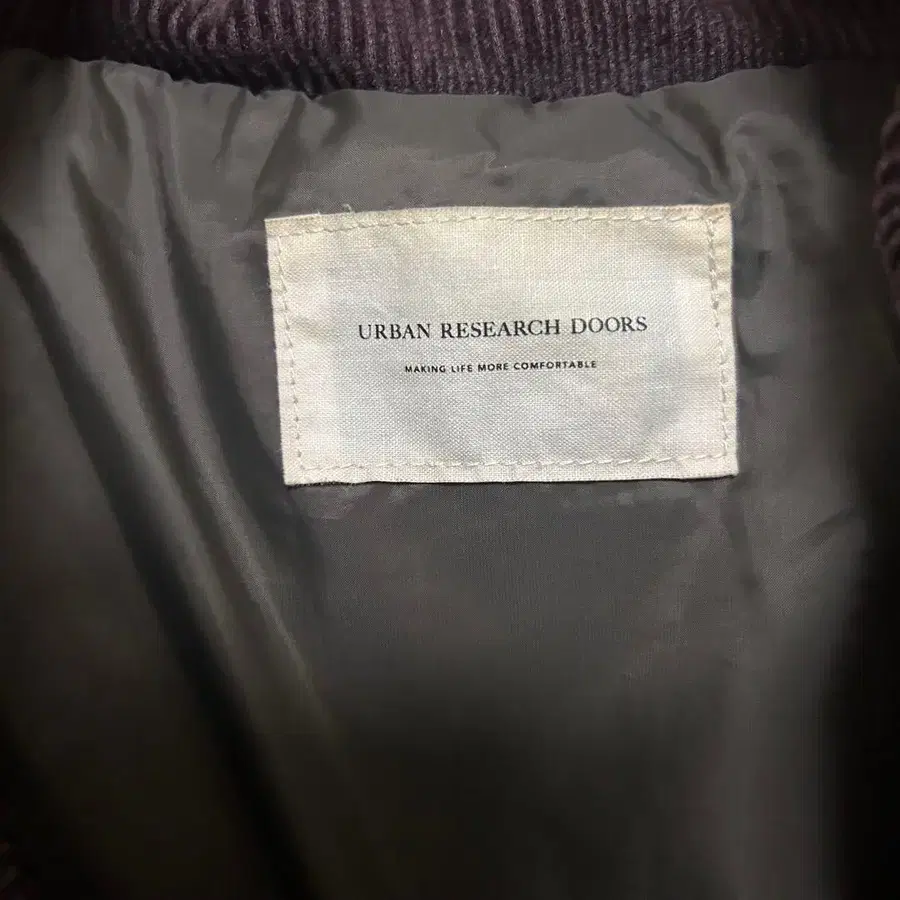 URBAN RESEARCH DOORS
MAKING LIFE MORE COMFORTABLE